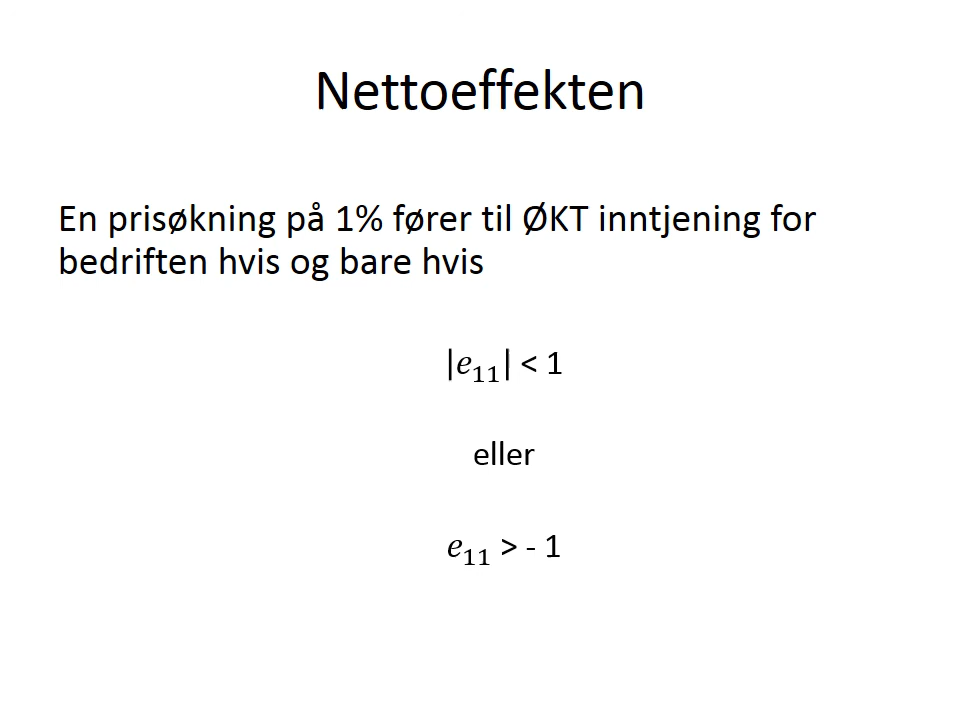 Nettoeffekten
En prisøkning på 1% fører til ØKT inntjening for
bedriften hvis og bare hvis
|e₁₁| < 1
eller
e₁₁ > - 1